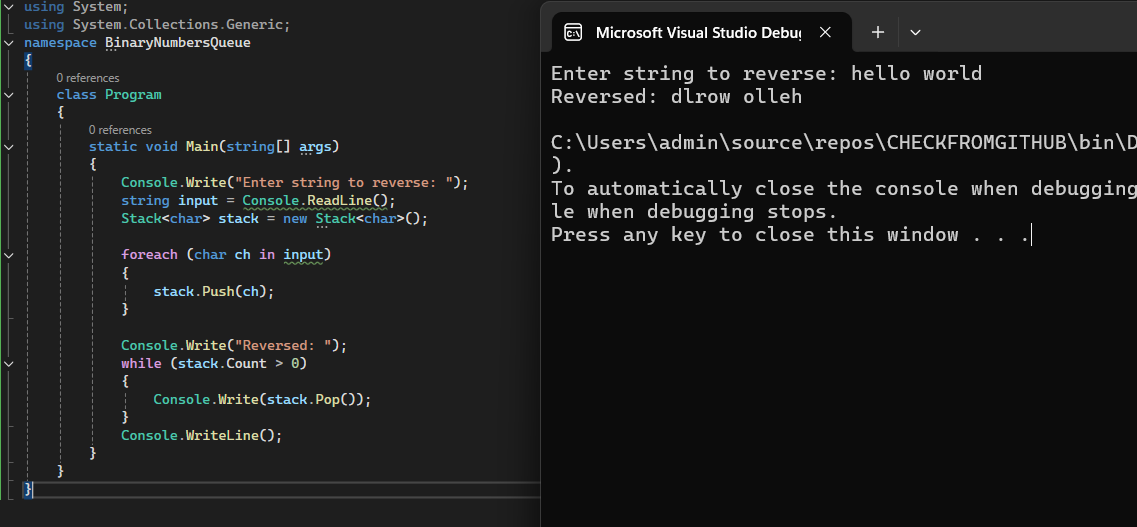 using System;
using System.Collections.Generic;
namespace BinaryNumbersQueue
{
0 references
class Program
{
0 references
static void Main(string[] args)
{
Console.Write("Enter string to reverse: ");
string input = Console.ReadLine();
Stack<char> stack = new Stack<char>();
foreach (char ch in input)
{
stack.Push(ch);
}
Console.Write("Reversed: ");
while (stack.Count > 0)
{
Console.Write(stack.Pop());
}
Console.WriteLine();
}
}
}
Microsoft Visual Studio Debu
Enter string to reverse: hello world
Reversed: dlrow olleh
C:\Users\admin\source\repos\CHECKFROMGITHUB\bin\D
).
To automatically close the console when debugging
le when debugging stops.
Press any key to close this window . . .